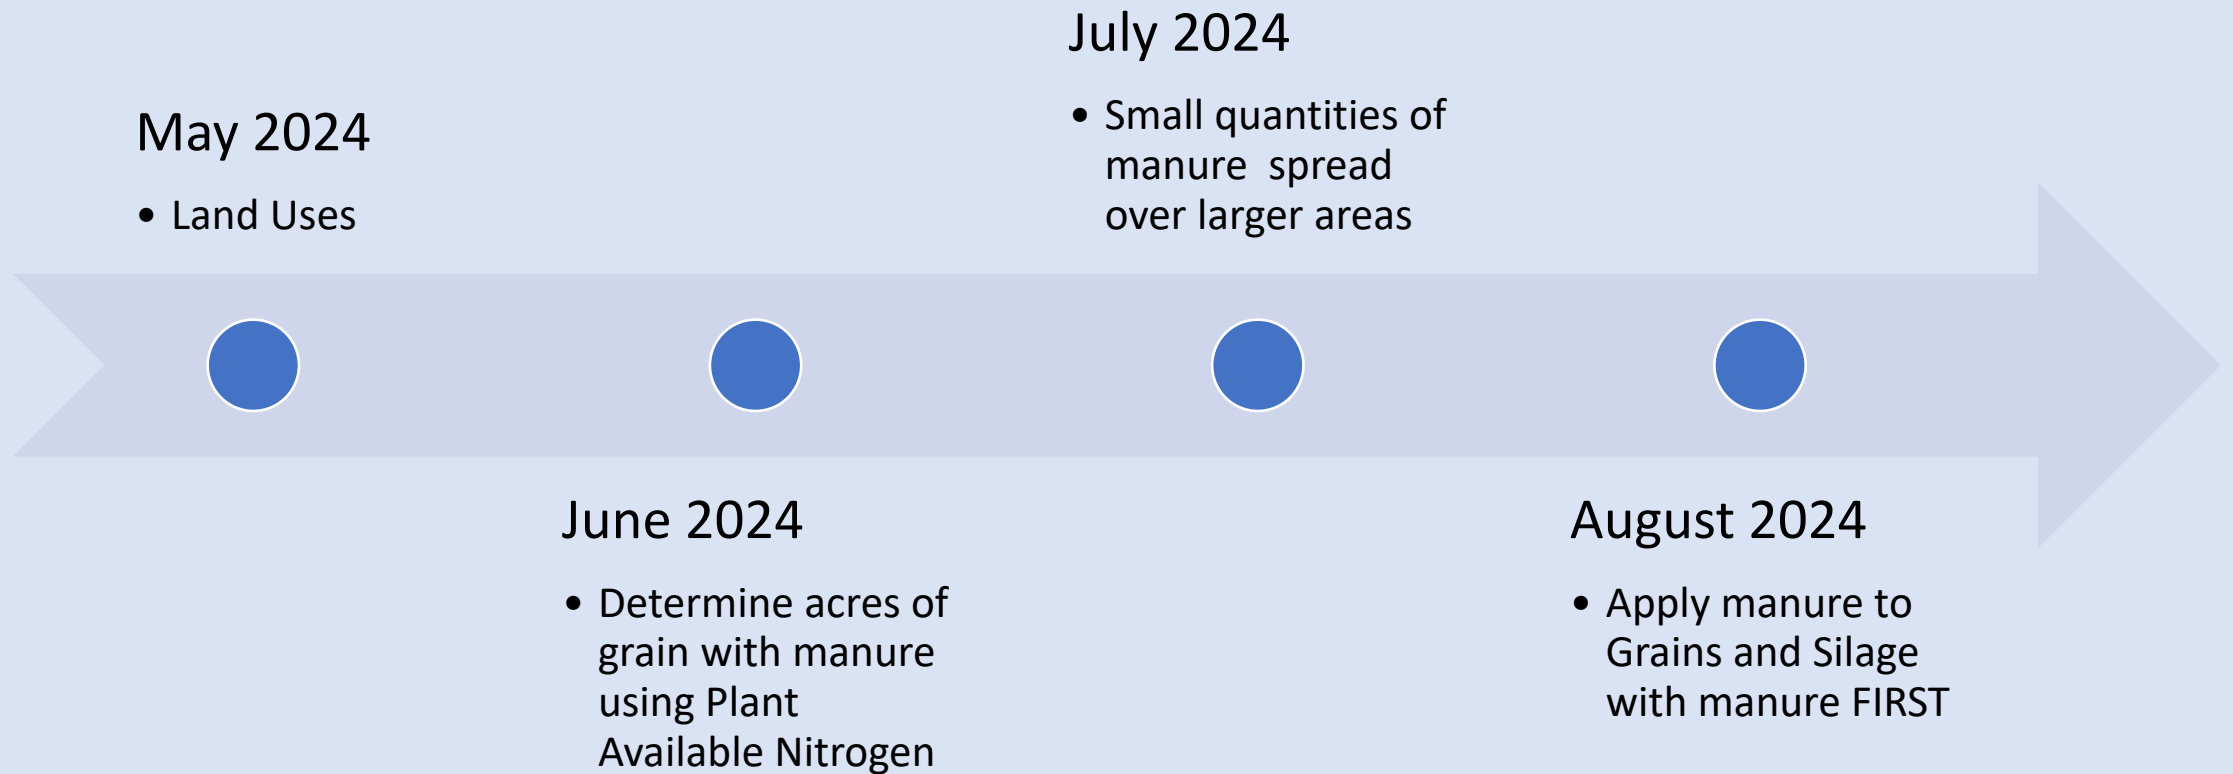 May 2024
• Land Uses
June 2024
• Determine acres of
grain with manure
using Plant
Available Nitrogen
July 2024
• Small quantities of
manure  spread
over larger areas
August 2024
• Apply manure to
Grains and Silage
with manure FIRST